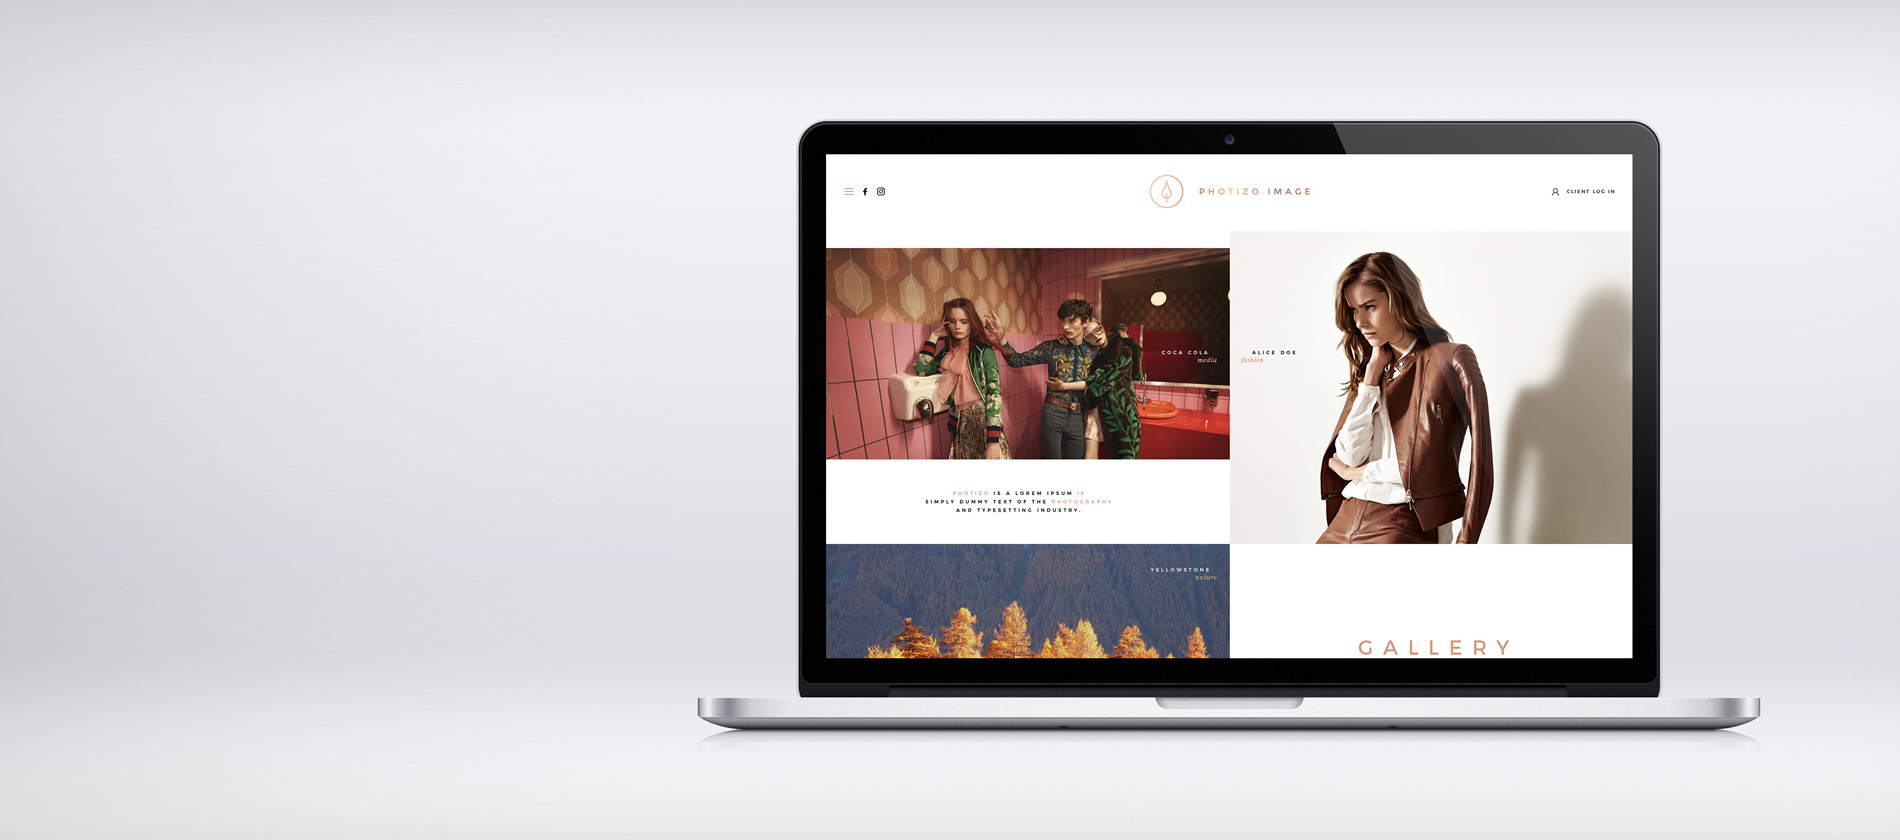 PHOTIZO IMAGE
CLIENT LOG IN
COCA COLA
media
ALICE DOE
fashion
PHOTIZO IS A LOREM IPSUM IS
SIMPLY DUMMY TEXT OF THE PHOTOGRAPHY
AND TYPESETTING INDUSTRY.
YELLOWSTONE
nature
GALLERY